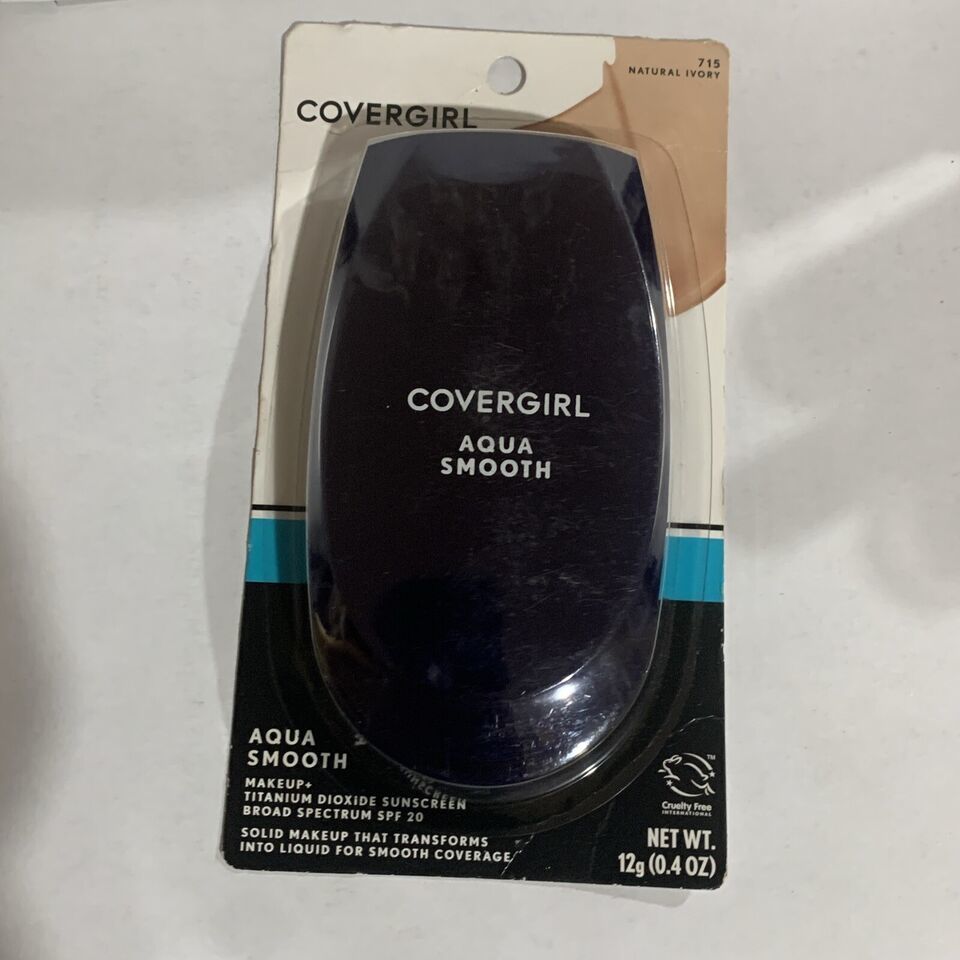 715
NATURAL IVORY
COVERGIRL
COVERGIRL
AQUA
SMOOTH
AQUA
SMOOTH
MAKEUP+
TITANIUM DIOXIDE SUNSCREEN
BROAD SPECTRUM SPF 20
SOLID MAKEUP THAT TRANSFORMS
INTO LIQUID FOR SMOOTH COVERAGE
TM
Cruelty Free
INTERNATIONAL
NET WT.
12g (0.4 OZ)